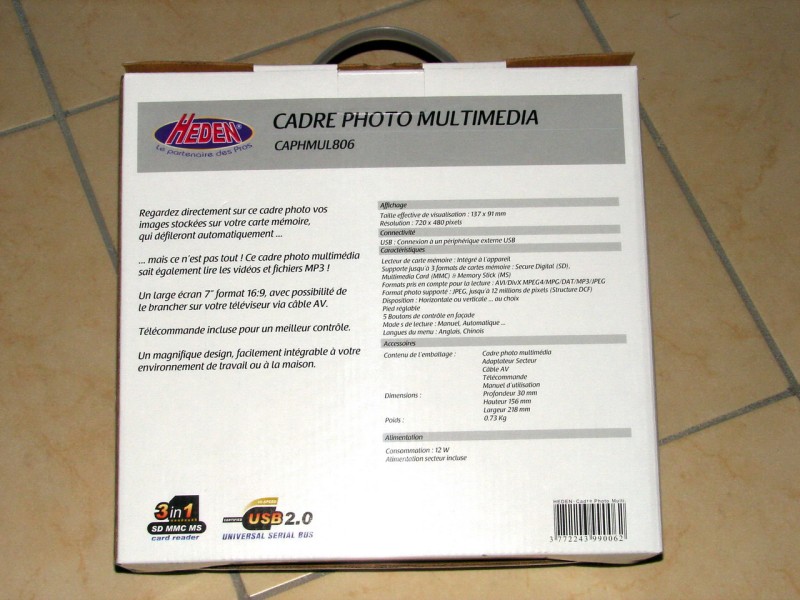 HEDEN®
Le partenaire des Pros
CADRE PHOTO MULTIMEDIA
CAPHMUL806
Regardez directement sur ce cadre photo vos
images stockées sur votre carte mémoire,
qui défileront automatiquement ...
... mais ce n'est pas tout ! Ce cadre photo multimédia
sait également lire les vidéos et fichiers MP3 !
Un large écran 7" format 16:9, avec possibilité de
le brancher sur votre téléviseur via câble AV.
Télécommande incluse pour un meilleur contrôle.
Un magnifique design, facilement intégrable à votre
environnement de travail ou à la maison.
Affichage
Taille effective de visualisation : 137 x 91 mm
Résolution : 720 x 480 pixels
Connectivité
USB : Connexion à un périphérique externe USB
Caractéristiques
Lecteur de carte mémoire : Intégré à l'appareil
Supporte jusqu'à 3 formats de cartes mémoire : Secure Digital (SD),
Multimedia Card (MMC) & Memory Stick (MS)
Formats pris en compte pour la lecture : AVI/DivX MPEG4/MPG/DAT/MP3/JPEG
Format photo supporté : JPEG, jusqu'à 12 millions de pixels (Structure DCF)
Disposition : Horizontale ou verticale ... au choix
Pied réglable
5 Boutons de contrôle en façade
Modes de lecture : Manuel, Automatique ...
Langues du menu : Anglais, Chinois
Accessoires
Contenu de l'emballage : Cadre photo multimédia
Adaptateur Secteur
Câble AV
Télécommande
Manuel d'utilisation
Dimensions : Profondeur 30 mm
Hauteur 156 mm
Largeur 218 mm
Poids : 0.73 Kg
Alimentation
Consommation : 12 W
Alimentation secteur incluse
3 in 1
SD MMC MS
card reader
HI-SPEED
CERTIFIED
USB 2.0
UNIVERSAL SERIAL BUS
HEDEN Cadre Photo Multi
3 772243 990062